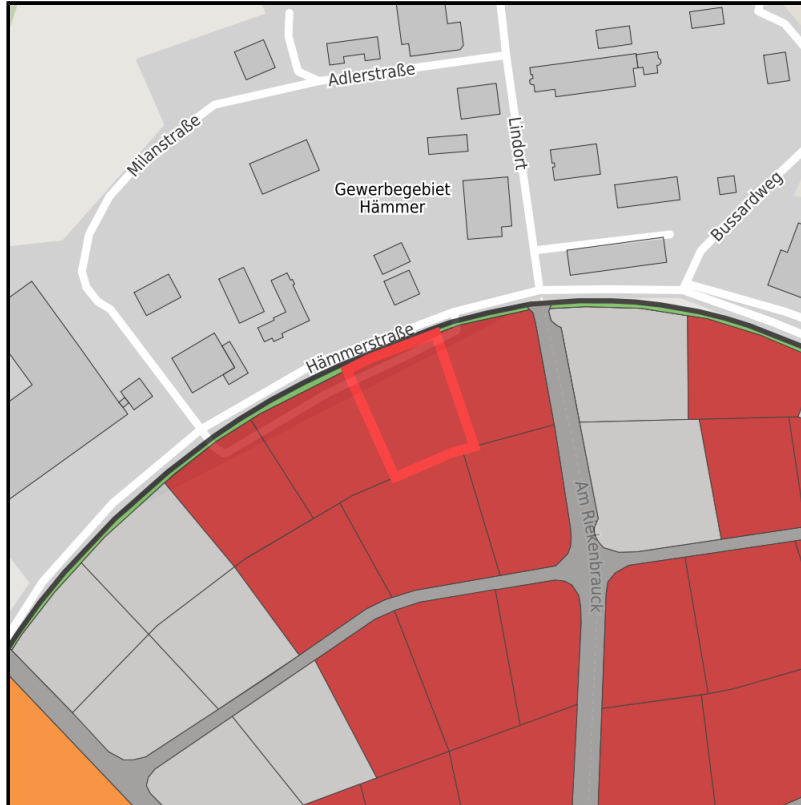 Adlerstraße
Milanstraße
Lindort
Gewerbegebiet
Hämmer
Bussardweg
Hämmerstraße
Am Riekenbrauck